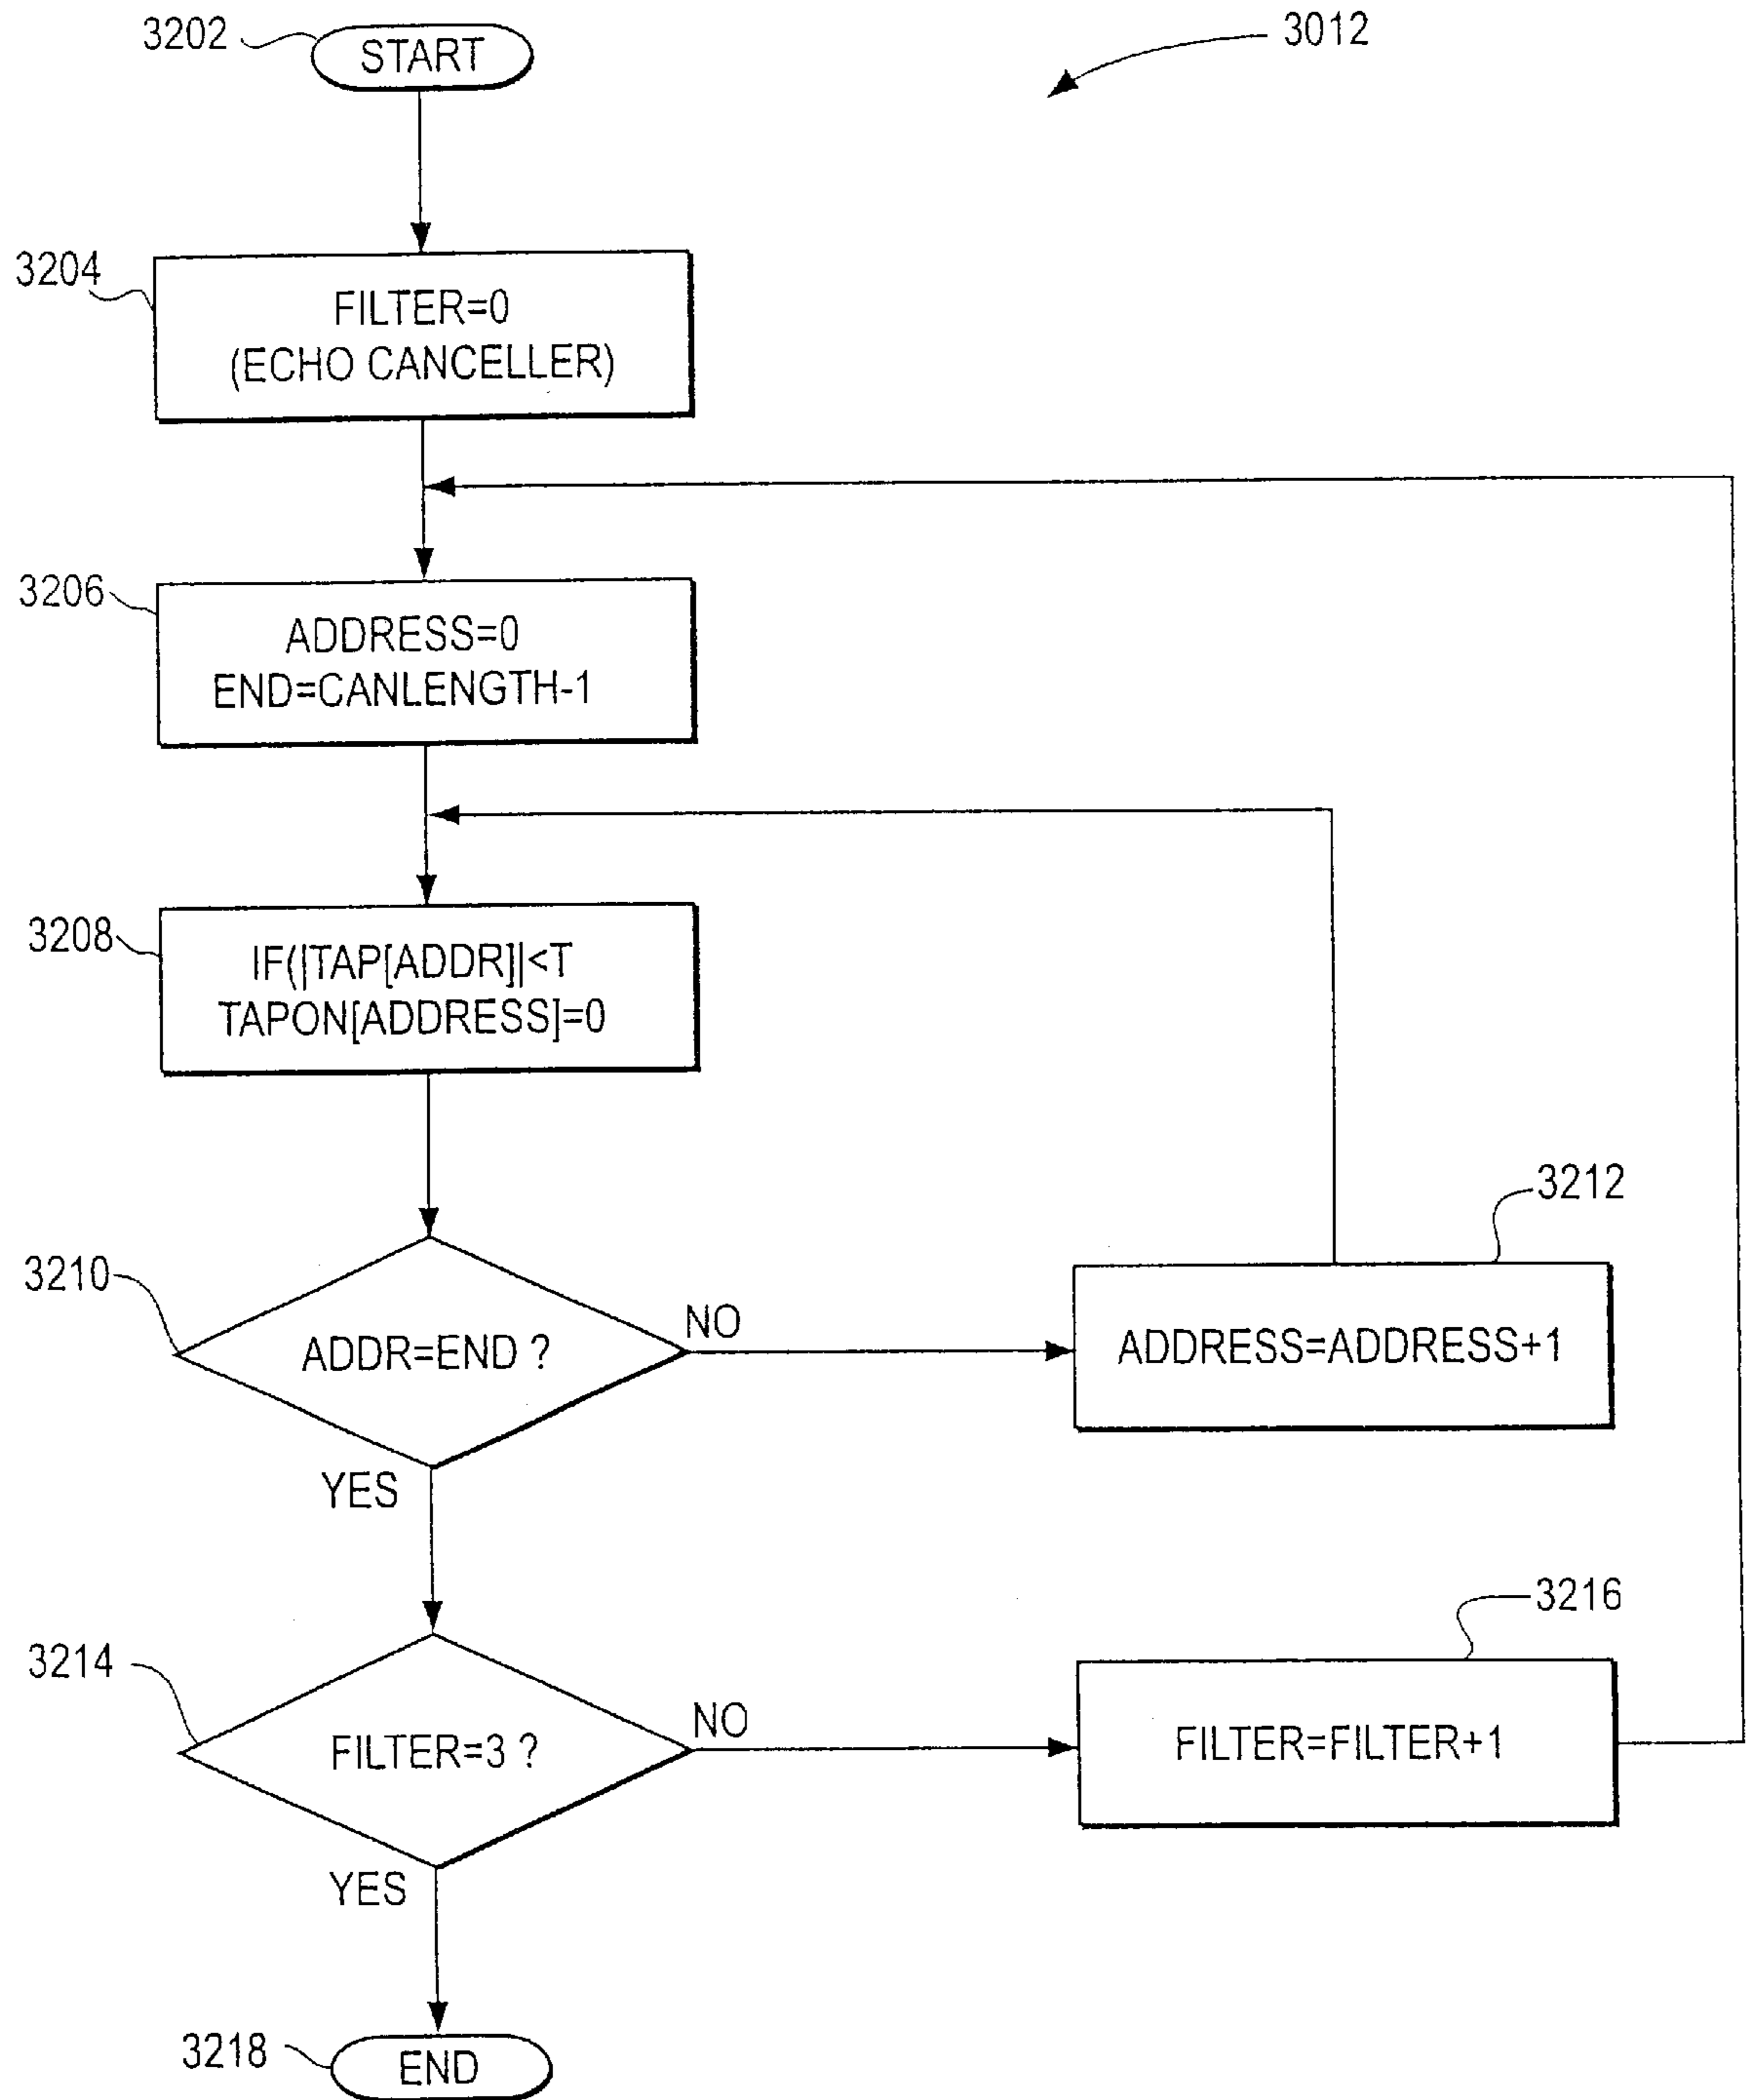 3202
START
3012
3204
FILTER=0
(ECHO CANCELLER)
3206
ADDRESS=0
END=CANLENGTH-1
3208
IF(|TAP[ADDR]|<T
TAPON[ADDRESS]=0
3210
ADDR=END ?
NO
3212
ADDRESS=ADDRESS+1
YES
3214
FILTER=3 ?
NO
3216
FILTER=FILTER+1
YES
3218
END